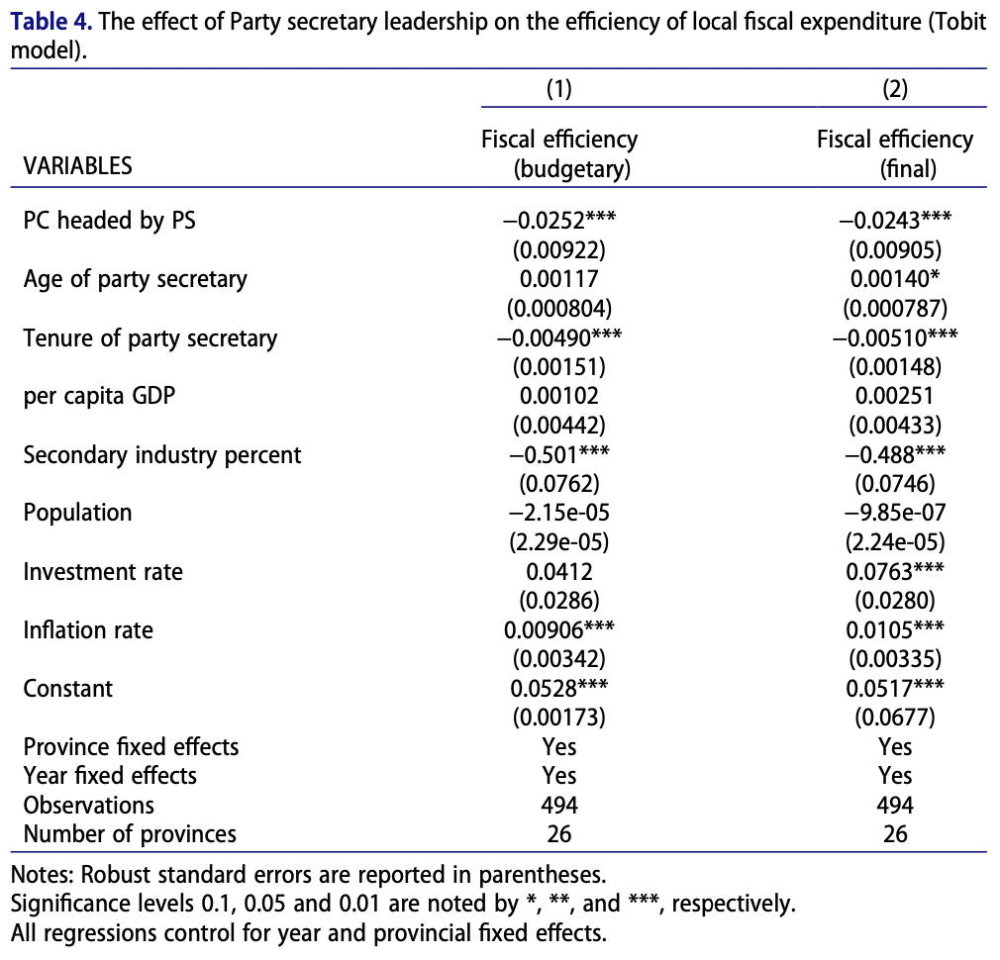 Table 4. The effect of Party secretary leadership on the efficiency of local fiscal expenditure (Tobit
model).
(1) (2)
Fiscal efficiency Fiscal efficiency
VARIABLES (budgetary) (final)
PC headed by PS −0.0252*** −0.0243***
(0.00922) (0.00905)
Age of party secretary 0.00117 0.00140*
(0.000804) (0.000787)
Tenure of party secretary −0.00490*** −0.00510***
(0.00151) (0.00148)
per capita GDP 0.00102 0.00251
(0.00442) (0.00433)
Secondary industry percent −0.501*** −0.488***
(0.0762) (0.0746)
Population −2.15e-05 −9.85e-07
(2.29e-05) (2.24e-05)
Investment rate 0.0412 0.0763***
(0.0286) (0.0280)
Inflation rate 0.00906*** 0.0105***
(0.00342) (0.00335)
Constant 0.0528*** 0.0517***
(0.00173) (0.0677)
Province fixed effects Yes Yes
Year fixed effects Yes Yes
Observations 494 494
Number of provinces 26 26
Notes: Robust standard errors are reported in parentheses.
Significance levels 0.1, 0.05 and 0.01 are noted by *, **, and ***, respectively.
All regressions control for year and provincial fixed effects.